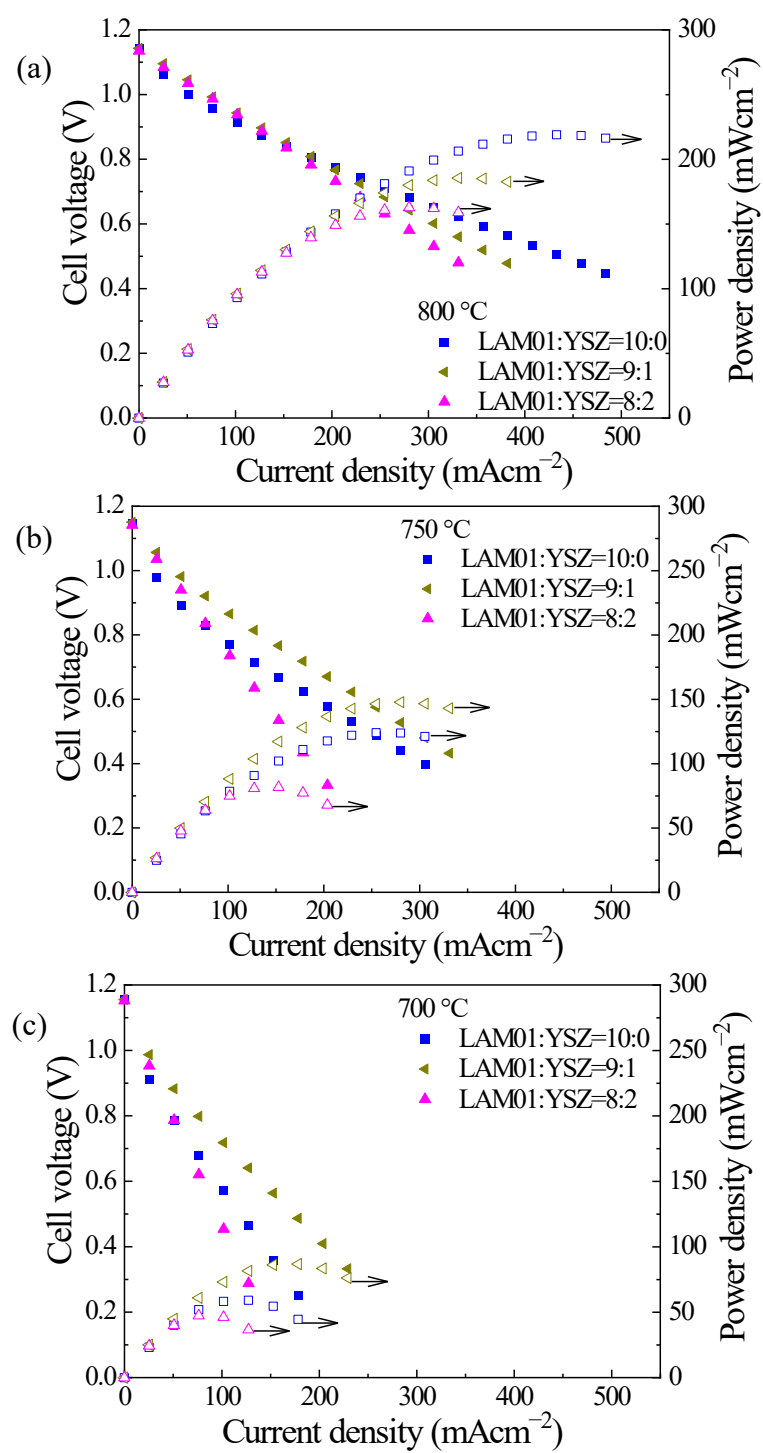 (a)
1.2
1.0
0.8
0.6
0.4
0.2
0.0
Cell voltage (V)
300
200
100
0
Power density (mWcm−2)
800 °C
LAM01:YSZ=10:0
LAM01:YSZ=9:1
LAM01:YSZ=8:2
0 100 200 300 400 500
Current density (mAcm−2)
(b)
1.2
1.0
0.8
0.6
0.4
0.2
0.0
Cell voltage (V)
300
250
200
150
100
50
0
Power density (mWcm−2)
750 °C
LAM01:YSZ=10:0
LAM01:YSZ=9:1
LAM01:YSZ=8:2
0 100 200 300 400 500
Current density (mAcm−2)
(c)
1.2
1.0
0.8
0.6
0.4
0.2
0.0
Cell voltage (V)
300
250
200
150
100
50
0
Power density (mWcm−2)
700 °C
LAM01:YSZ=10:0
LAM01:YSZ=9:1
LAM01:YSZ=8:2
0 100 200 300 400 500
Current density (mAcm−2)